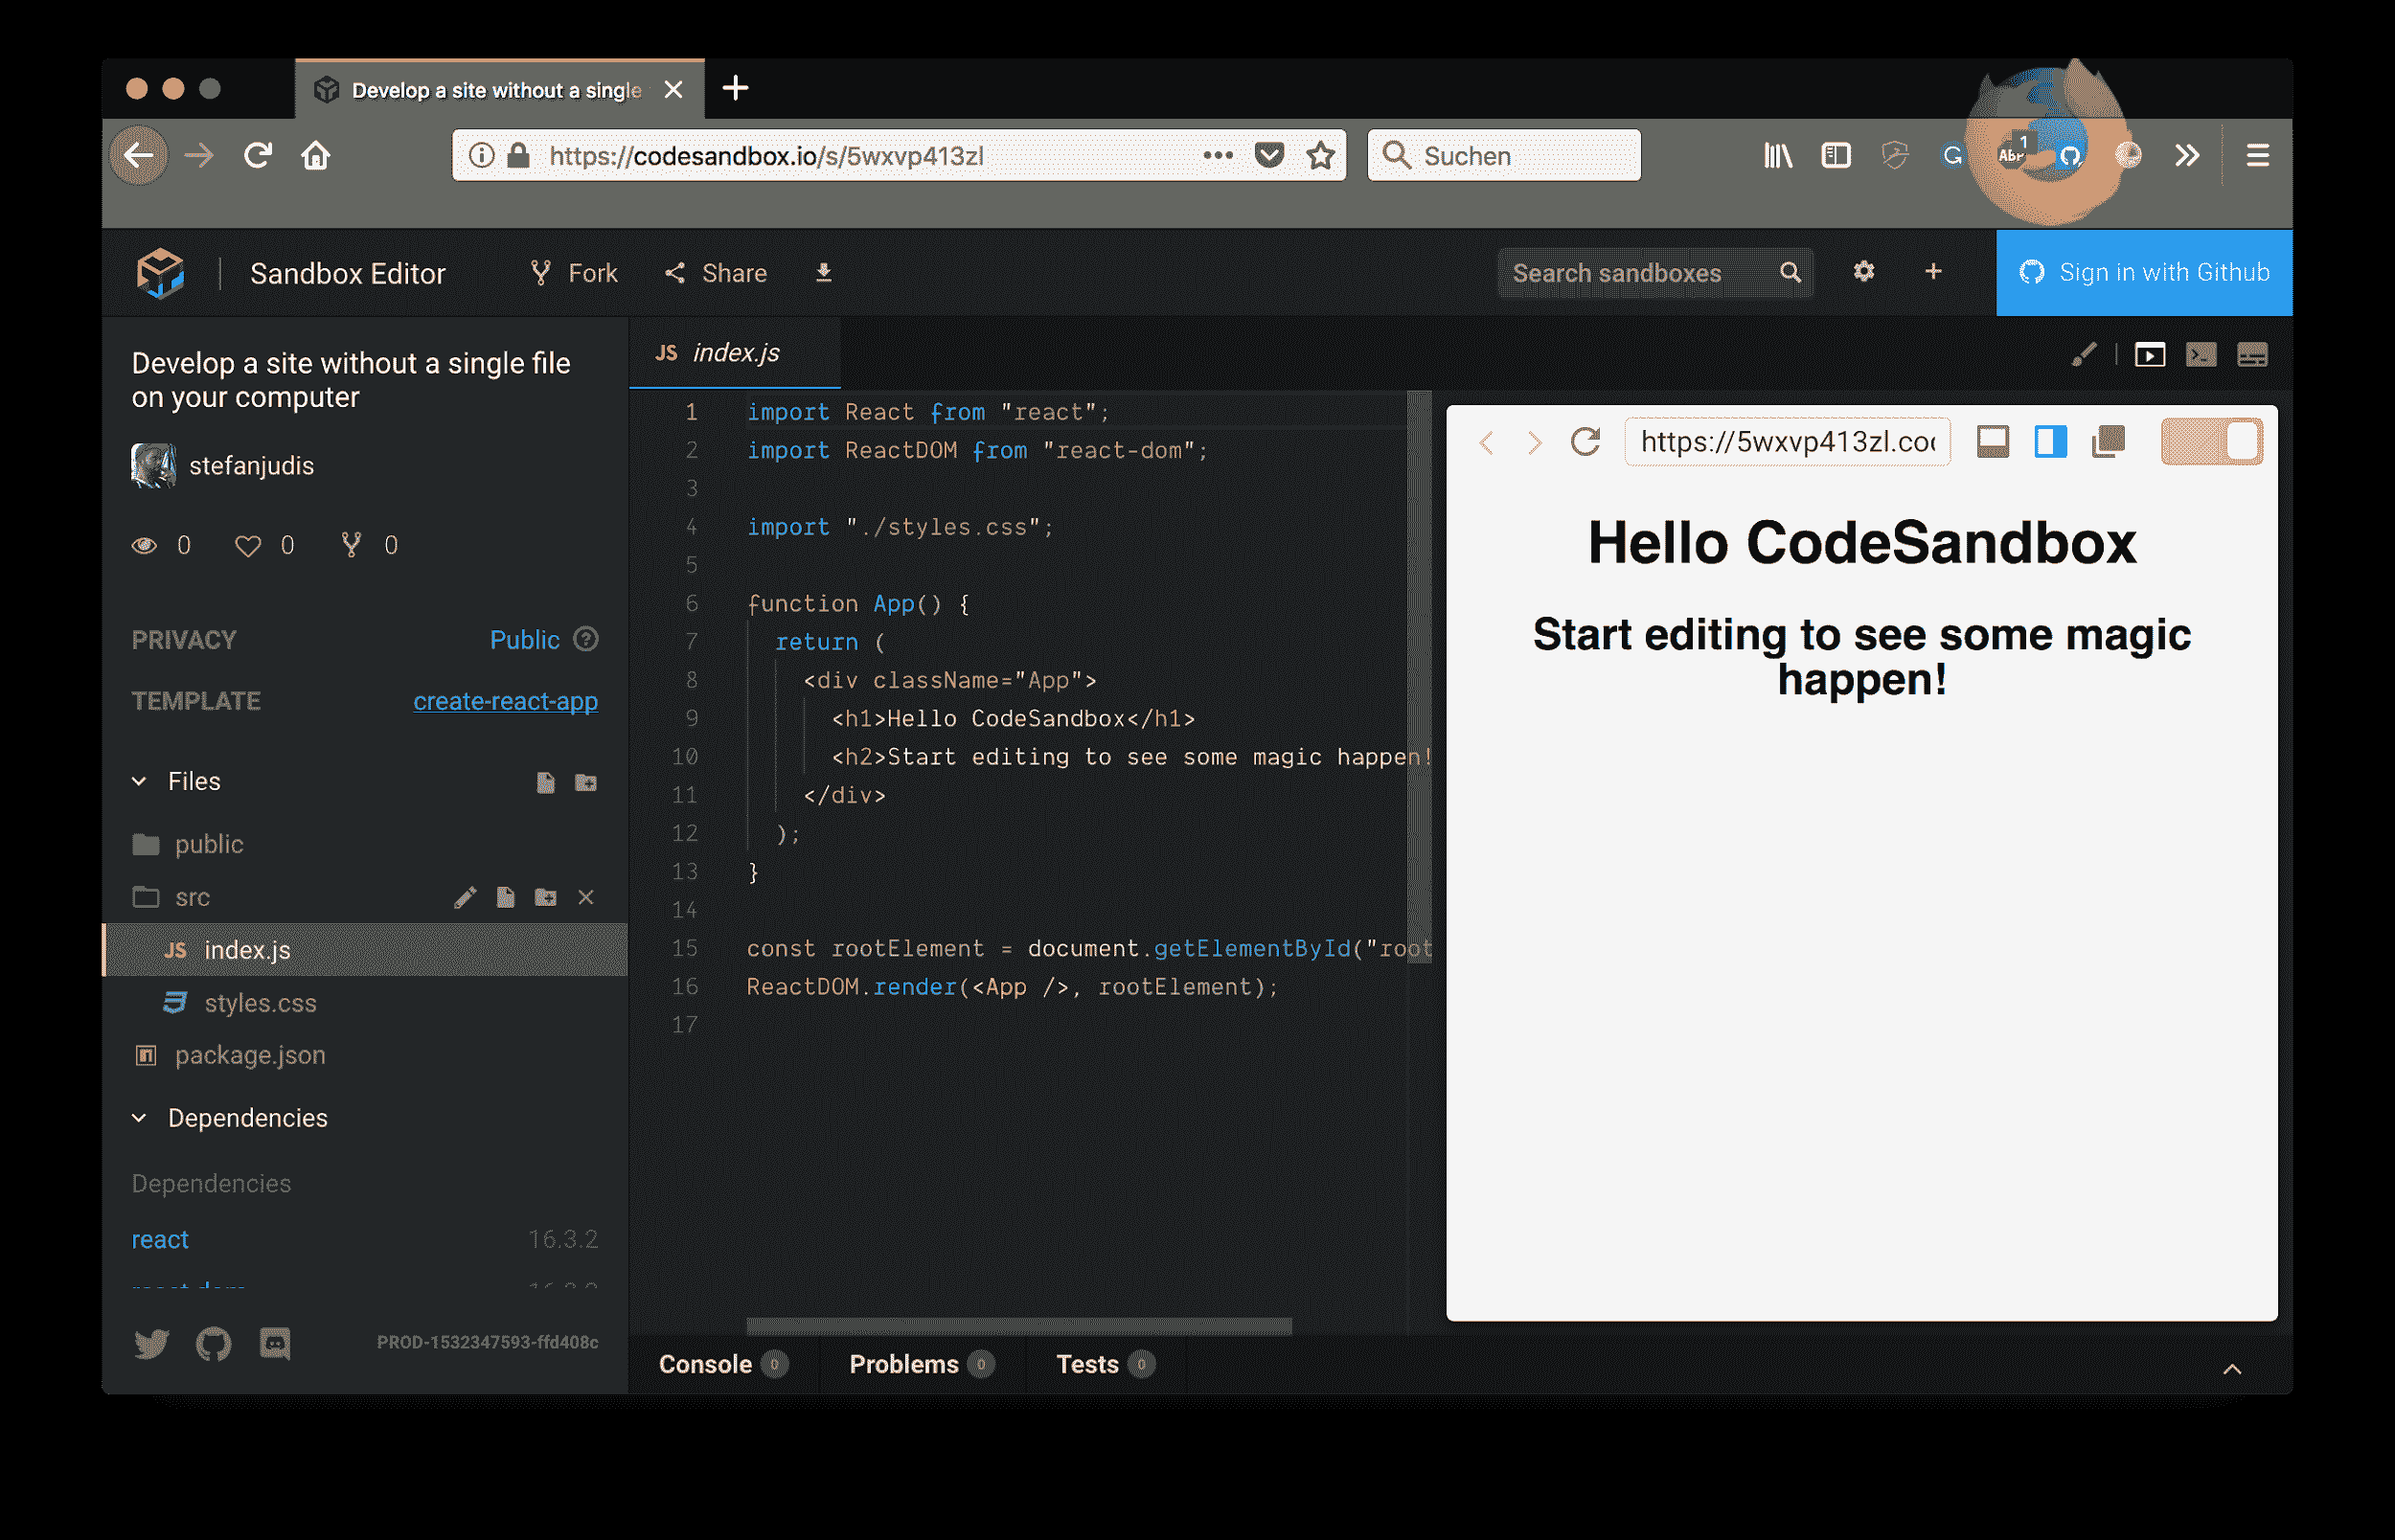 Develop a site without a single
https://codesandbox.io/s/5wxvp413zl
Suchen
ABP 1
Sandbox Editor
Fork
Share
Search sandboxes
Sign in with Github
Develop a site without a single file
on your computer
stefanjudis
0 0 0
PRIVACY Public ?
TEMPLATE create-react-app
Files
public
src
JS index.js
styles.css
package.json
Dependencies
Dependencies
react 16.3.2
PROD-1532347593-ffd408c
JS index.js
1 import React from "react";
2 import ReactDOM from "react-dom";
3
4 import "./styles.css";
5
6 function App() {
7 return (
8 <div className="App">
9 <h1>Hello CodeSandbox</h1>
10 <h2>Start editing to see some magic happen!
11 </div>
12 );
13 }
14
15 const rootElement = document.getElementById("root
16 ReactDOM.render(<App />, rootElement);
17
https://5wxvp413zl.co
Hello CodeSandbox
Start editing to see some magic
happen!
Console 0
Problems 0
Tests 0